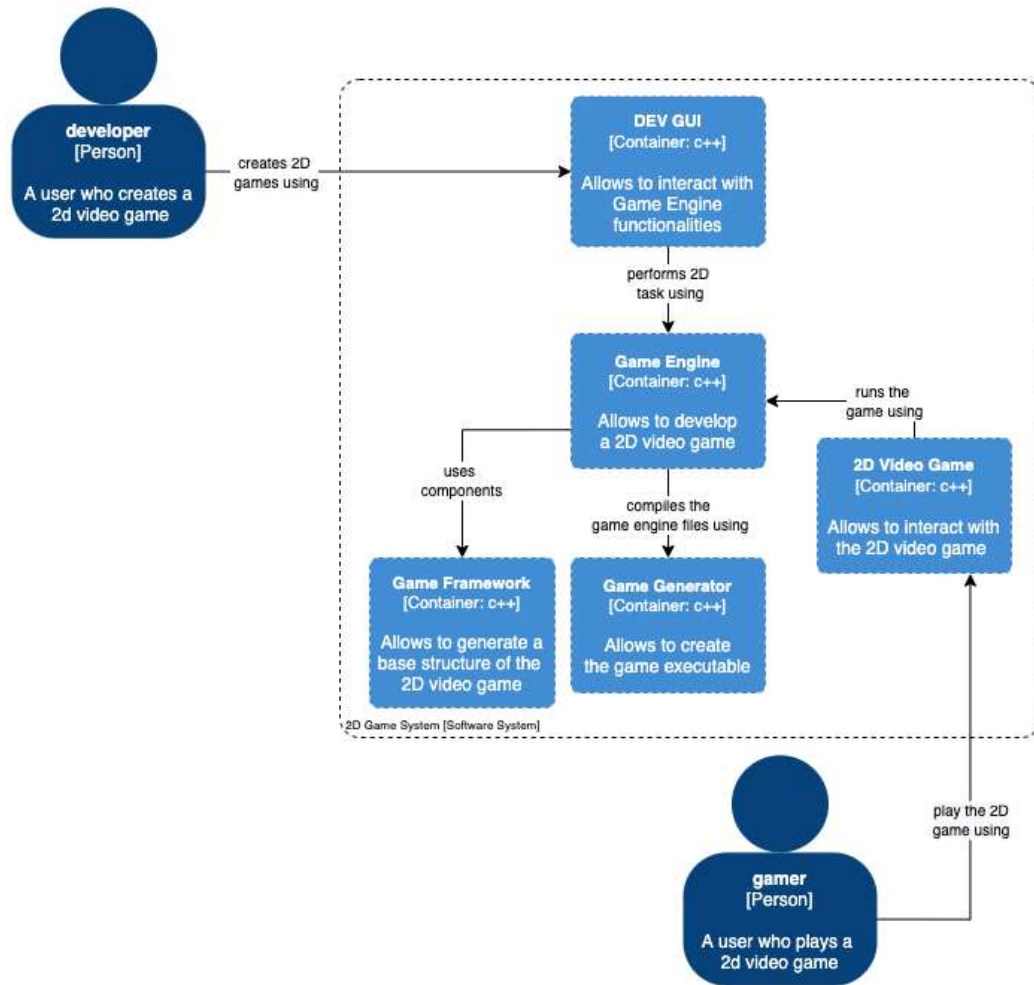 developer
[Person]
A user who creates a
2d video game
creates 2D
games using
DEV GUI
[Container: c++]
Allows to interact with
Game Engine
functionalities
performs 2D
task using
Game Engine
[Container: c++]
Allows to develop
a 2D video game
runs the
game using
2D Video Game
[Container: c++]
Allows to interact with
the 2D video game
uses
components
compiles the
game engine files using
Game Framework
[Container: c++]
Allows to generate a
base structure of the
2D video game
Game Generator
[Container: c++]
Allows to create
the game executable
2D Game System [Software System]
play the 2D
game using
gamer
[Person]
A user who plays a
2d video game